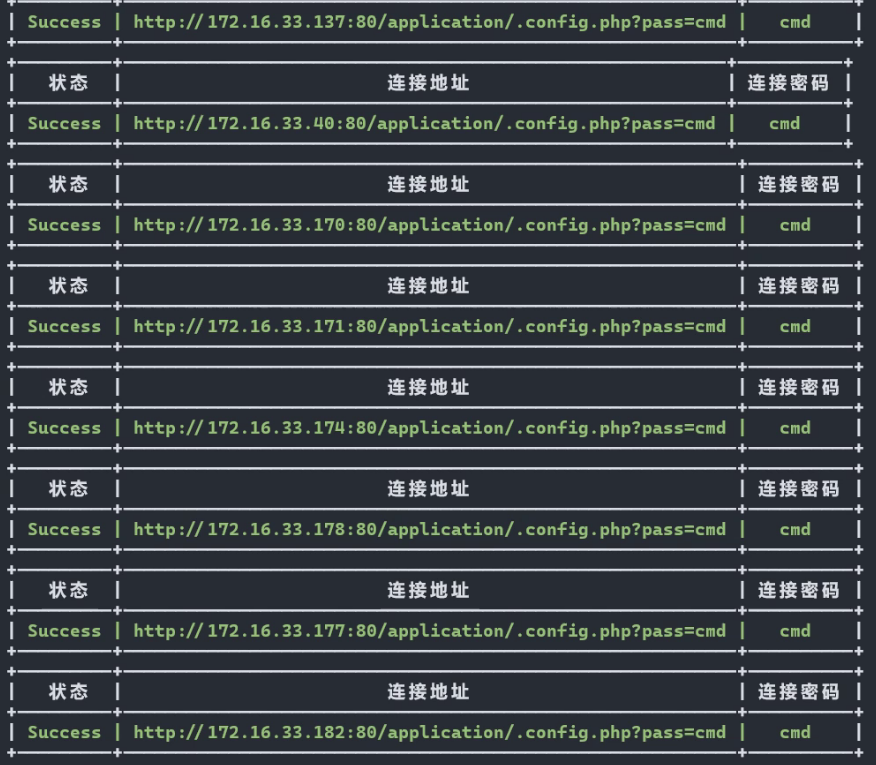 Success | http://172.16.33.137:80/application/.config.php?pass=cmd | cmd
状态 | 连接地址 | 连接密码
Success | http://172.16.33.40:80/application/.config.php?pass=cmd | cmd
状态 | 连接地址 | 连接密码
Success | http://172.16.33.170:80/application/.config.php?pass=cmd | cmd
状态 | 连接地址 | 连接密码
Success | http://172.16.33.171:80/application/.config.php?pass=cmd | cmd
状态 | 连接地址 | 连接密码
Success | http://172.16.33.174:80/application/.config.php?pass=cmd | cmd
状态 | 连接地址 | 连接密码
Success | http://172.16.33.178:80/application/.config.php?pass=cmd | cmd
状态 | 连接地址 | 连接密码
Success | http://172.16.33.177:80/application/.config.php?pass=cmd | cmd
状态 | 连接地址 | 连接密码
Success | http://172.16.33.182:80/application/.config.php?pass=cmd | cmd